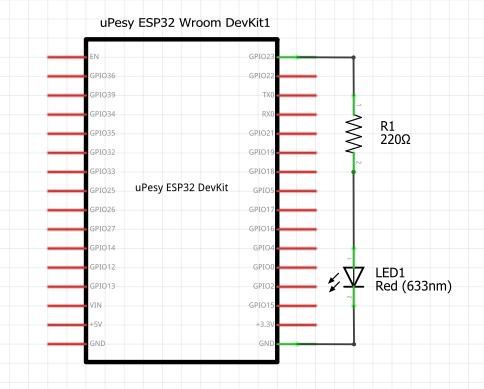 uPesy ESP32 Wroom DevKit1
EN
GPIO36
GPIO39
GPIO34
GPIO35
GPIO32
GPIO33
GPIO25
GPIO26
GPIO27
GPIO14
GPIO12
GPIO13
VIN
+5V
GND
uPesy ESP32 DevKit
GPIO23
GPIO22
TX0
RX0
GPIO21
GPIO19
GPIO18
GPIO5
GPIO17
GPIO16
GPIO4
GPIO0
GPIO2
GPIO15
+3.3V
GND
1
R1
220Ω
2
1
LED1
Red (633nm)
2